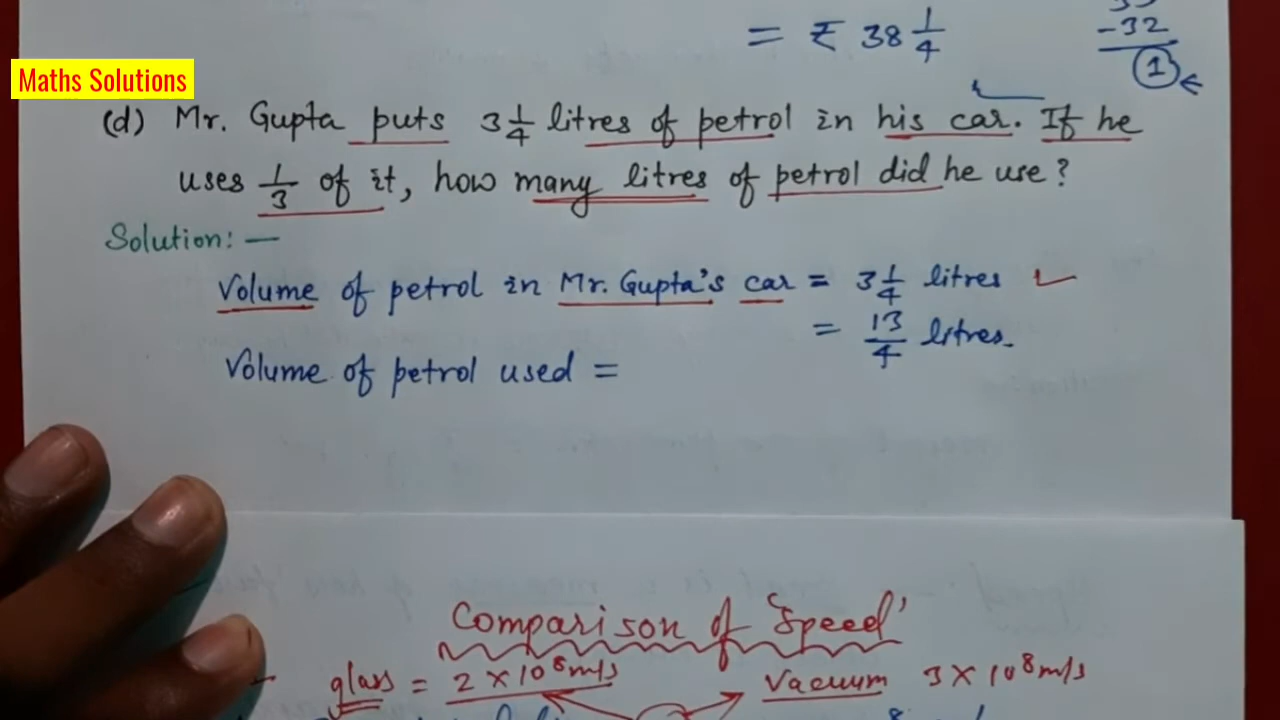 = ₹ 38 1/4
-32
1
Maths Solutions
(d) Mr. Gupta puts 3 1/4 litres of petrol in his car. If he
uses 1/3 of it, how many litres of petrol did he use?
Solution: —
Volume of petrol in Mr. Gupta's car = 3 1/4 litres ✓
= 13/4 litres.
Volume of petrol used =
Comparison of 'Speed'
glass = 2 × 10⁸ m/s Vacuum 3 × 10⁸ m/s